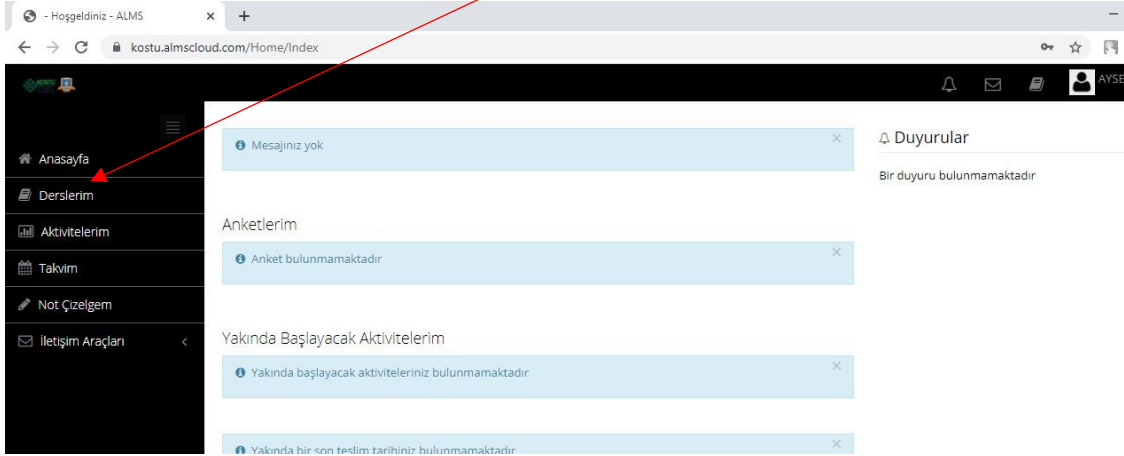 - Hoşgeldiniz - ALMS
kostu.almscloud.com/Home/Index
KOSTÜ
AYSE
Anasayfa
Derslerim
Aktivitelerim
Takvim
Not Çizelgem
İletişim Araçları
Mesajınız yok
Anketlerim
Anket bulunmamaktadır
Yakında Başlayacak Aktivitelerim
Yakında başlayacak aktiviteleriniz bulunmamaktadır
Yakında bir son teslim tarihiniz bulunmamaktadır
Duyurular
Bir duyuru bulunmamaktadır